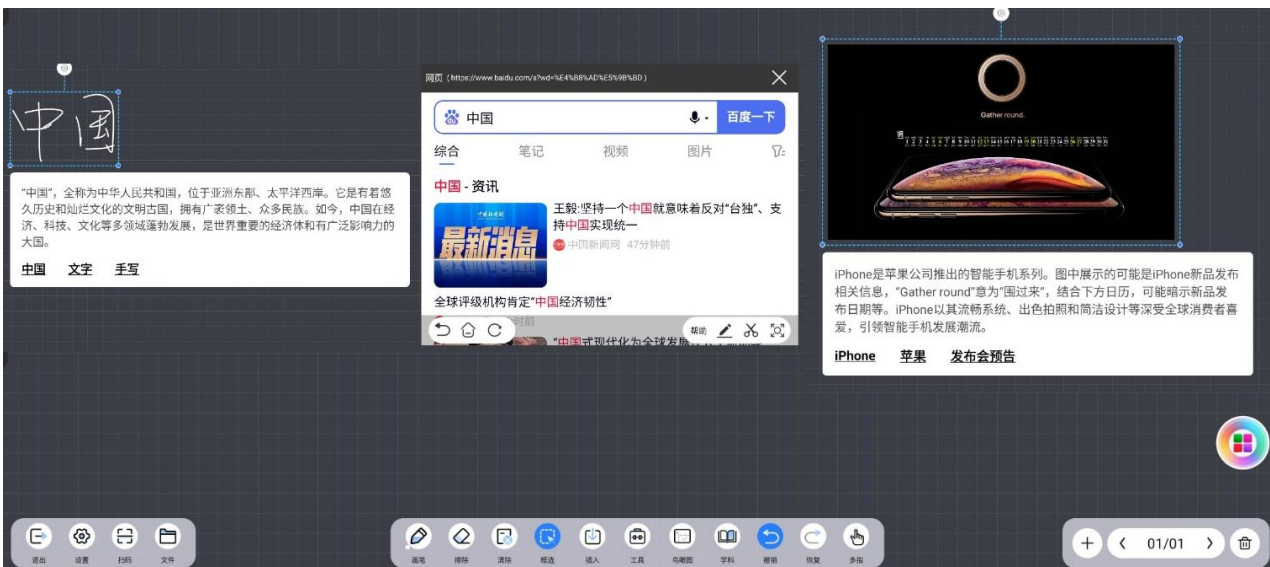 中国
“中国”，全称为中华人民共和国，位于亚洲东部、太平洋西岸。它是有着悠
久历史和灿烂文化的文明古国，拥有广袤领土、众多民族。如今，中国在经
济、科技、文化等多领域蓬勃发展，是世界重要的经济体和有广泛影响力的
大国。
中国 文字 手写
网页 ( https://www.baidu.com/s?wd=%E4%B8%AD%E5%9B%BD )
中国 百度一下
综合 笔记 视频 图片
中国 - 资讯
最新消息
王毅:坚持一个中国就意味着反对“台独”、支
持中国实现统一
中国新闻网 47分钟前
全球评级机构肯定“中国经济韧性”
时前
帮助
“中国式现代化为全球发展
Gather round.
iPhone是苹果公司推出的智能手机系列。图中展示的可能是iPhone新品发布
相关信息，“Gather round”意为“围过来”，结合下方日历，可能暗示新品发
布日期等。iPhone以其流畅系统、出色拍照和简洁设计等深受全球消费者喜
爱，引领智能手机发展潮流。
iPhone 苹果 发布会预告
退出 设置 扫码 文件
画笔 擦除 清除 框选 插入 工具 鸟瞰图 学科 撤销 恢复 多指
01/01